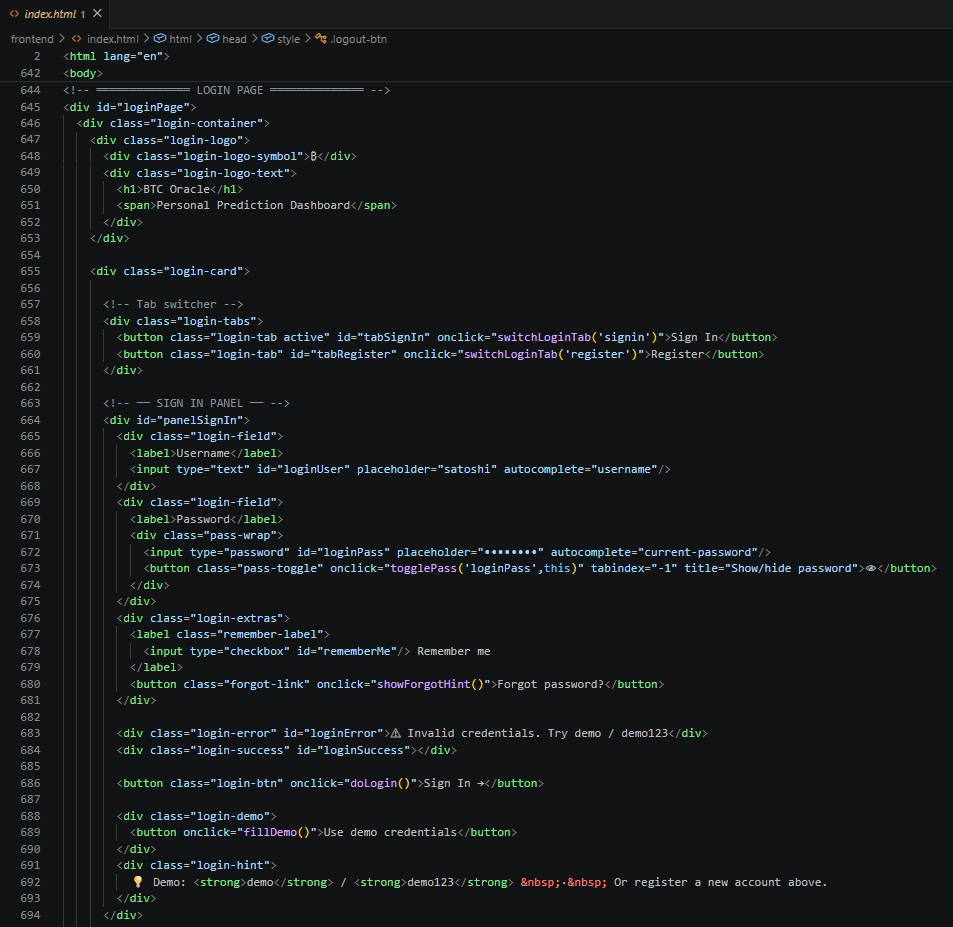 index.html 1 ×
frontend > index.html > html > head > style > .logout-btn
2 <html lang="en">
642 <body>
644 <!-- ══════════════ LOGIN PAGE ══════════════ -->
645 <div id="loginPage">
646   <div class="login-container">
647     <div class="login-logo">
648       <div class="login-logo-symbol">₿</div>
649       <div class="login-logo-text">
650         <h1>BTC Oracle</h1>
651         <span>Personal Prediction Dashboard</span>
652       </div>
653     </div>
654
655     <div class="login-card">
656
657       <!-- Tab switcher -->
658       <div class="login-tabs">
659         <button class="login-tab active" id="tabSignIn" onclick="switchLoginTab('signin')">Sign In</button>
660         <button class="login-tab" id="tabRegister" onclick="switchLoginTab('register')">Register</button>
661       </div>
662
663       <!-- ── SIGN IN PANEL ── -->
664       <div id="panelSignIn">
665         <div class="login-field">
666           <label>Username</label>
667           <input type="text" id="loginUser" placeholder="satoshi" autocomplete="username"/>
668         </div>
669         <div class="login-field">
670           <label>Password</label>
671           <div class="pass-wrap">
672             <input type="password" id="loginPass" placeholder="••••••••" autocomplete="current-password"/>
673             <button class="pass-toggle" onclick="togglePass('loginPass',this)" tabindex="-1" title="Show/hide password">👁</button>
674           </div>
675         </div>
676         <div class="login-extras">
677           <label class="remember-label">
678             <input type="checkbox" id="rememberMe"/> Remember me
679           </label>
680           <button class="forgot-link" onclick="showForgotHint()">Forgot password?</button>
681         </div>
682
683         <div class="login-error" id="loginError">⚠ Invalid credentials. Try demo / demo123</div>
684         <div class="login-success" id="loginSuccess"></div>
685
686         <button class="login-btn" onclick="doLogin()">Sign In →</button>
687
688         <div class="login-demo">
689           <button onclick="fillDemo()">Use demo credentials</button>
690         </div>
691         <div class="login-hint">
692           💡 Demo: <strong>demo</strong> / <strong>demo123</strong> &nbsp;·&nbsp; Or register a new account above.
693         </div>
694       </div>